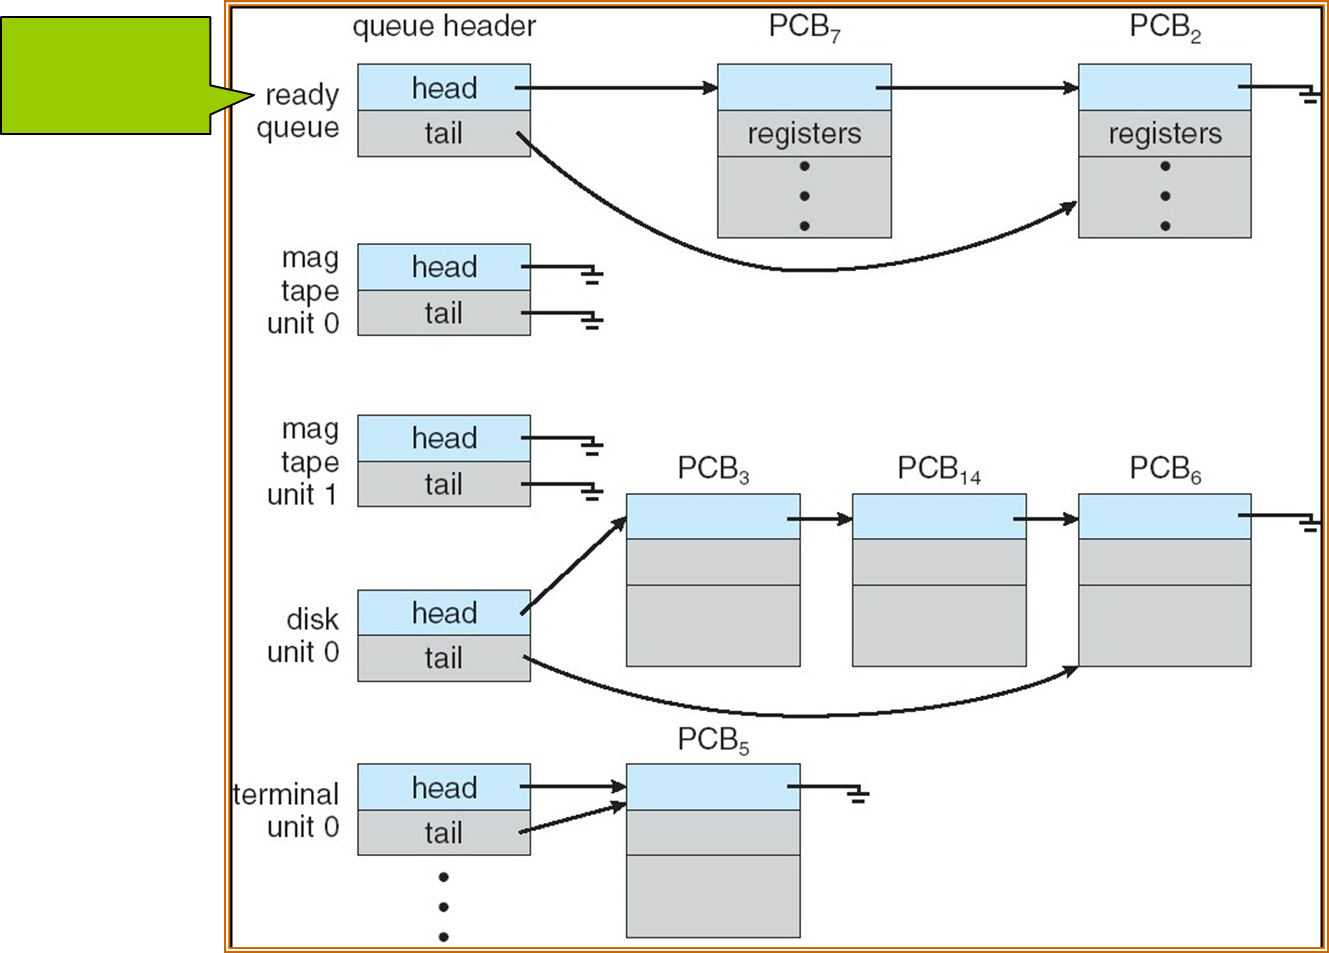 queue header
PCB7
PCB2
ready
queue
head
tail
registers
registers
mag
tape
unit 0
head
tail
mag
tape
unit 1
head
tail
PCB3
PCB14
PCB6
disk
unit 0
head
tail
PCB5
terminal
unit 0
head
tail